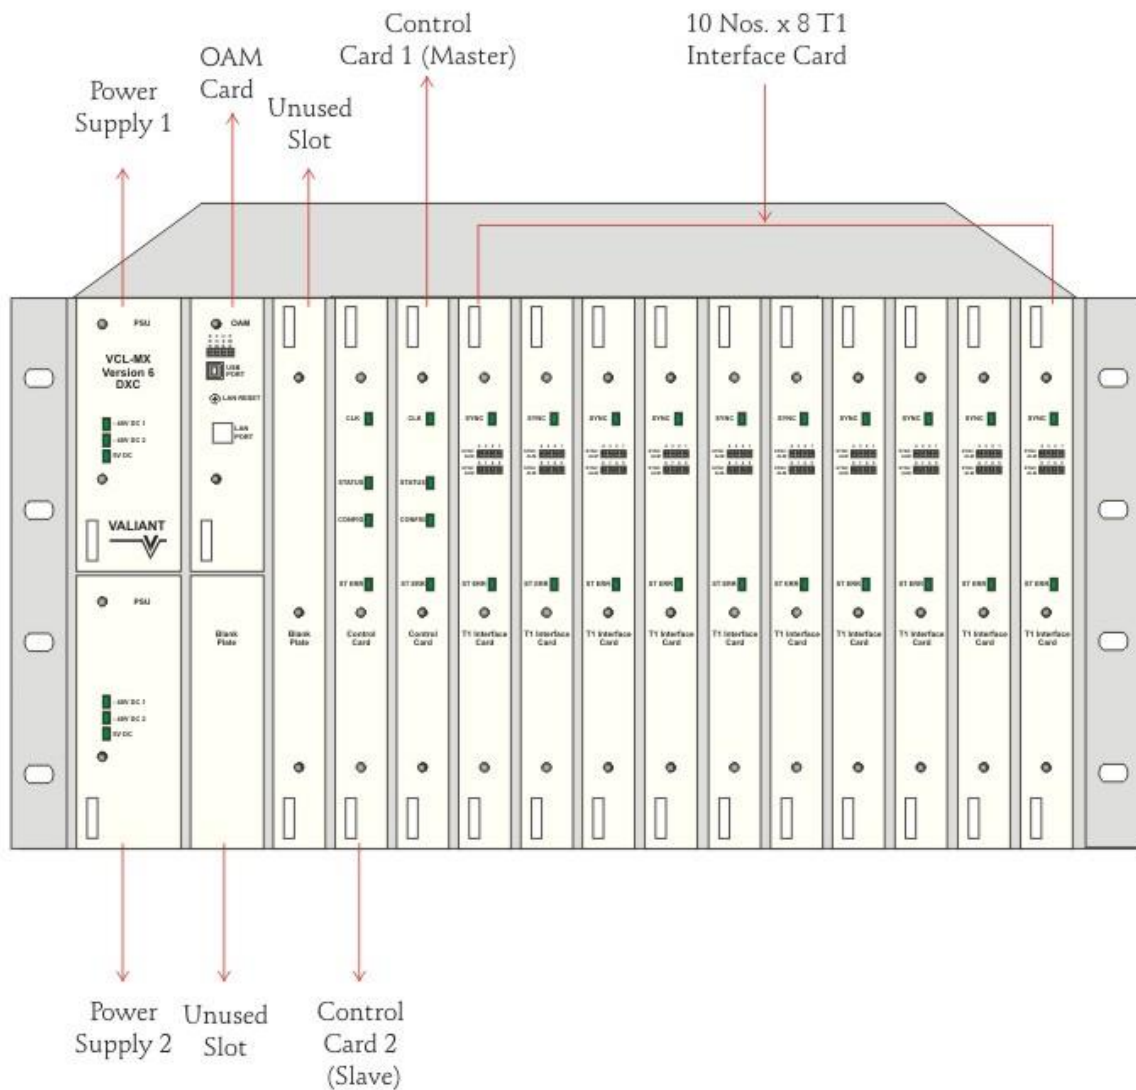 Control
Card 1 (Master)
10 Nos. x 8 T1
Interface Card
OAM
Card
Power
Supply 1
Unused
Slot
PSU
VCL-MX
Version 6
DXC
-48V DC 1
-48V DC 2
5V DC
VALIANT
OAM
USB
PORT
LAN RESET
LAN
PORT
PSU
-48V DC 1
-48V DC 2
5V DC
Blank
Plate
Blank
Plate
CLK
STATUS
CONFIG
ST ERR
Control
Card
CLK
STATUS
CONFIG
ST ERR
Control
Card
SYNC
ST ERR
T1 Interface
Card
SYNC
ST ERR
T1 Interface
Card
SYNC
ST ERR
T1 Interface
Card
SYNC
ST ERR
T1 Interface
Card
SYNC
ST ERR
T1 Interface
Card
SYNC
ST ERR
T1 Interface
Card
SYNC
ST ERR
T1 Interface
Card
SYNC
ST ERR
T1 Interface
Card
SYNC
ST ERR
T1 Interface
Card
SYNC
ST ERR
T1 Interface
Card
Power
Supply 2
Unused
Slot
Control
Card 2
(Slave)